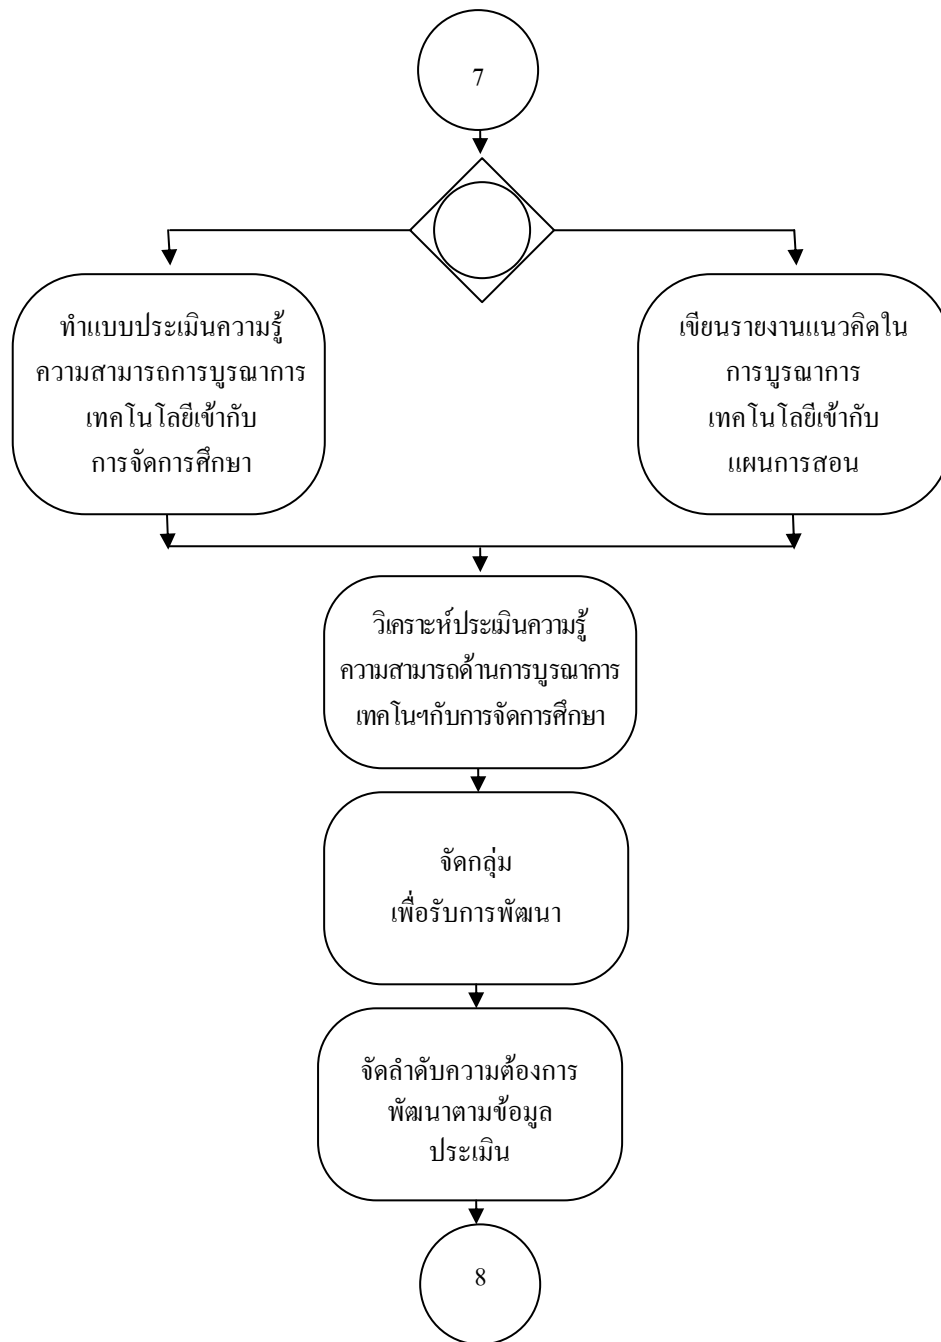 7
ทำแบบประเมินความรู้
ความสามารถการบูรณาการ
เทคโนโลยีเข้ากับ
การจัดการศึกษา
เขียนรายงานแนวคิดใน
การบูรณาการ
เทคโนโลยีเข้ากับ
แผนการสอน
วิเคราะห์ประเมินความรู้
ความสามารถด้านการบูรณาการ
เทคโนฯกับการจัดการศึกษา
จัดกลุ่ม
เพื่อรับการพัฒนา
จัดลำดับความต้องการ
พัฒนาตามข้อมูล
ประเมิน
8